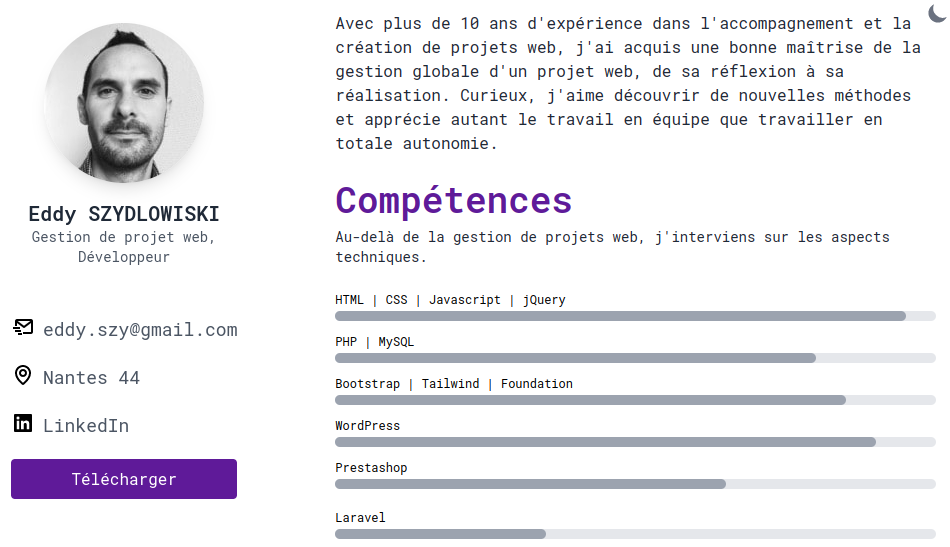 Eddy SZYDLOWISKI
Gestion de projet web,
Développeur
eddy.szy@gmail.com
Nantes 44
LinkedIn
Télécharger
Avec plus de 10 ans d'expérience dans l'accompagnement et la
création de projets web, j'ai acquis une bonne maîtrise de la
gestion globale d'un projet web, de sa réflexion à sa
réalisation. Curieux, j'aime découvrir de nouvelles méthodes
et apprécie autant le travail en équipe que travailler en
totale autonomie.
Compétences
Au-delà de la gestion de projets web, j'interviens sur les aspects
techniques.
HTML | CSS | Javascript | jQuery
PHP | MySQL
Bootstrap | Tailwind | Foundation
WordPress
Prestashop
Laravel